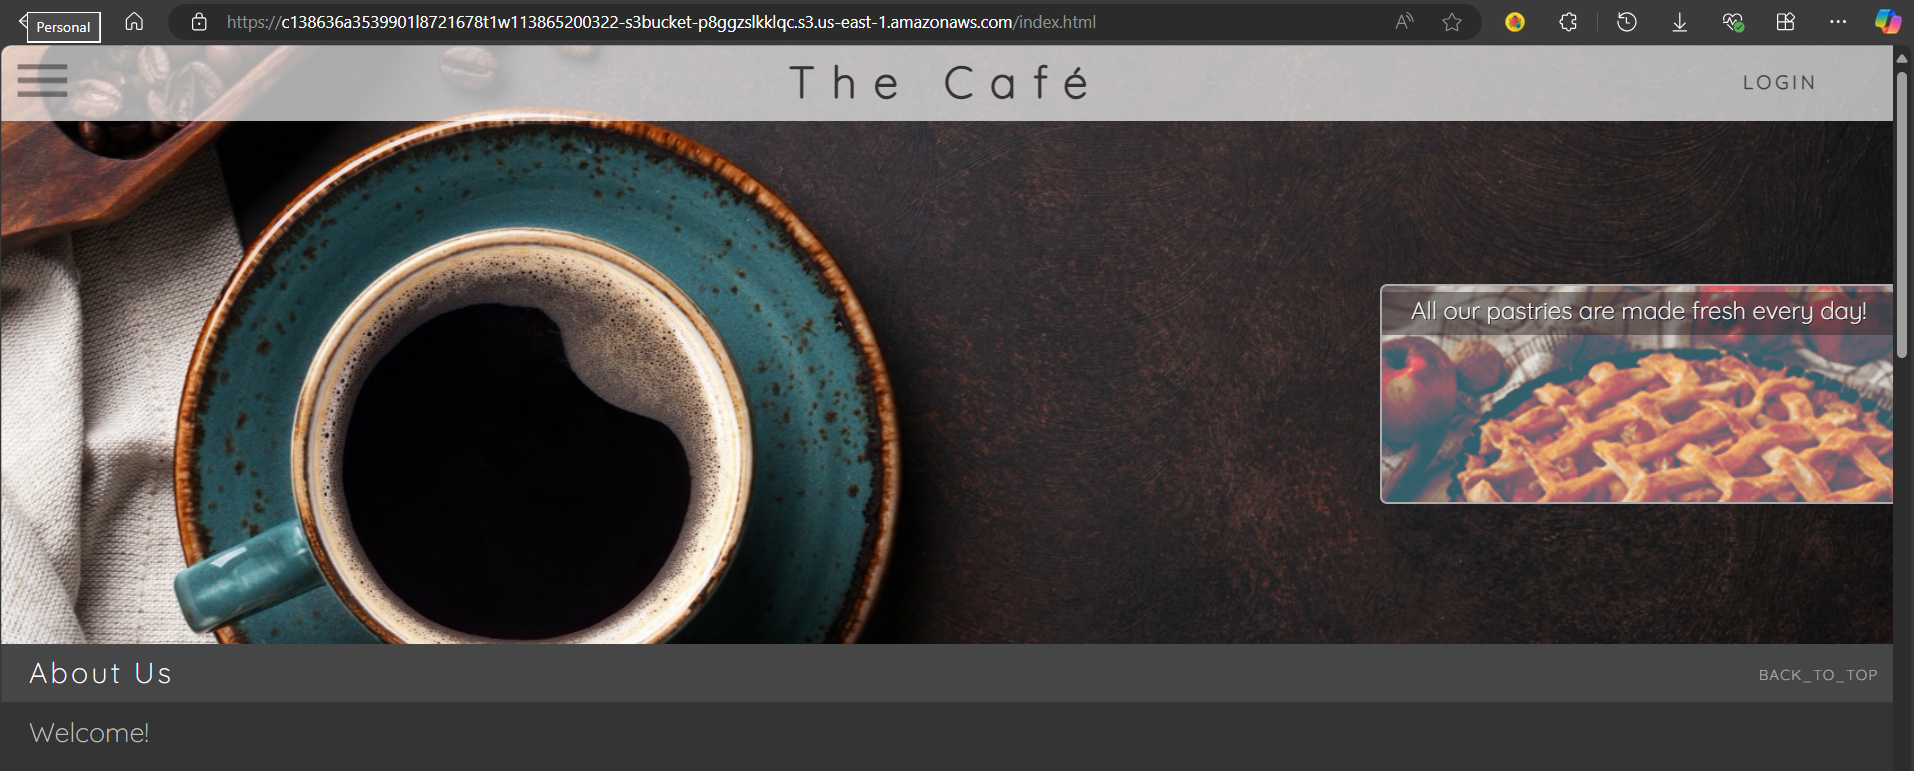 Personal
https://c138636a3539901l8721678t1w113865200322-s3bucket-p8ggzslkklqc.s3.us-east-1.amazonaws.com/index.html
The Café
LOGIN
All our pastries are made fresh every day!
About Us
BACK_TO_TOP
Welcome!